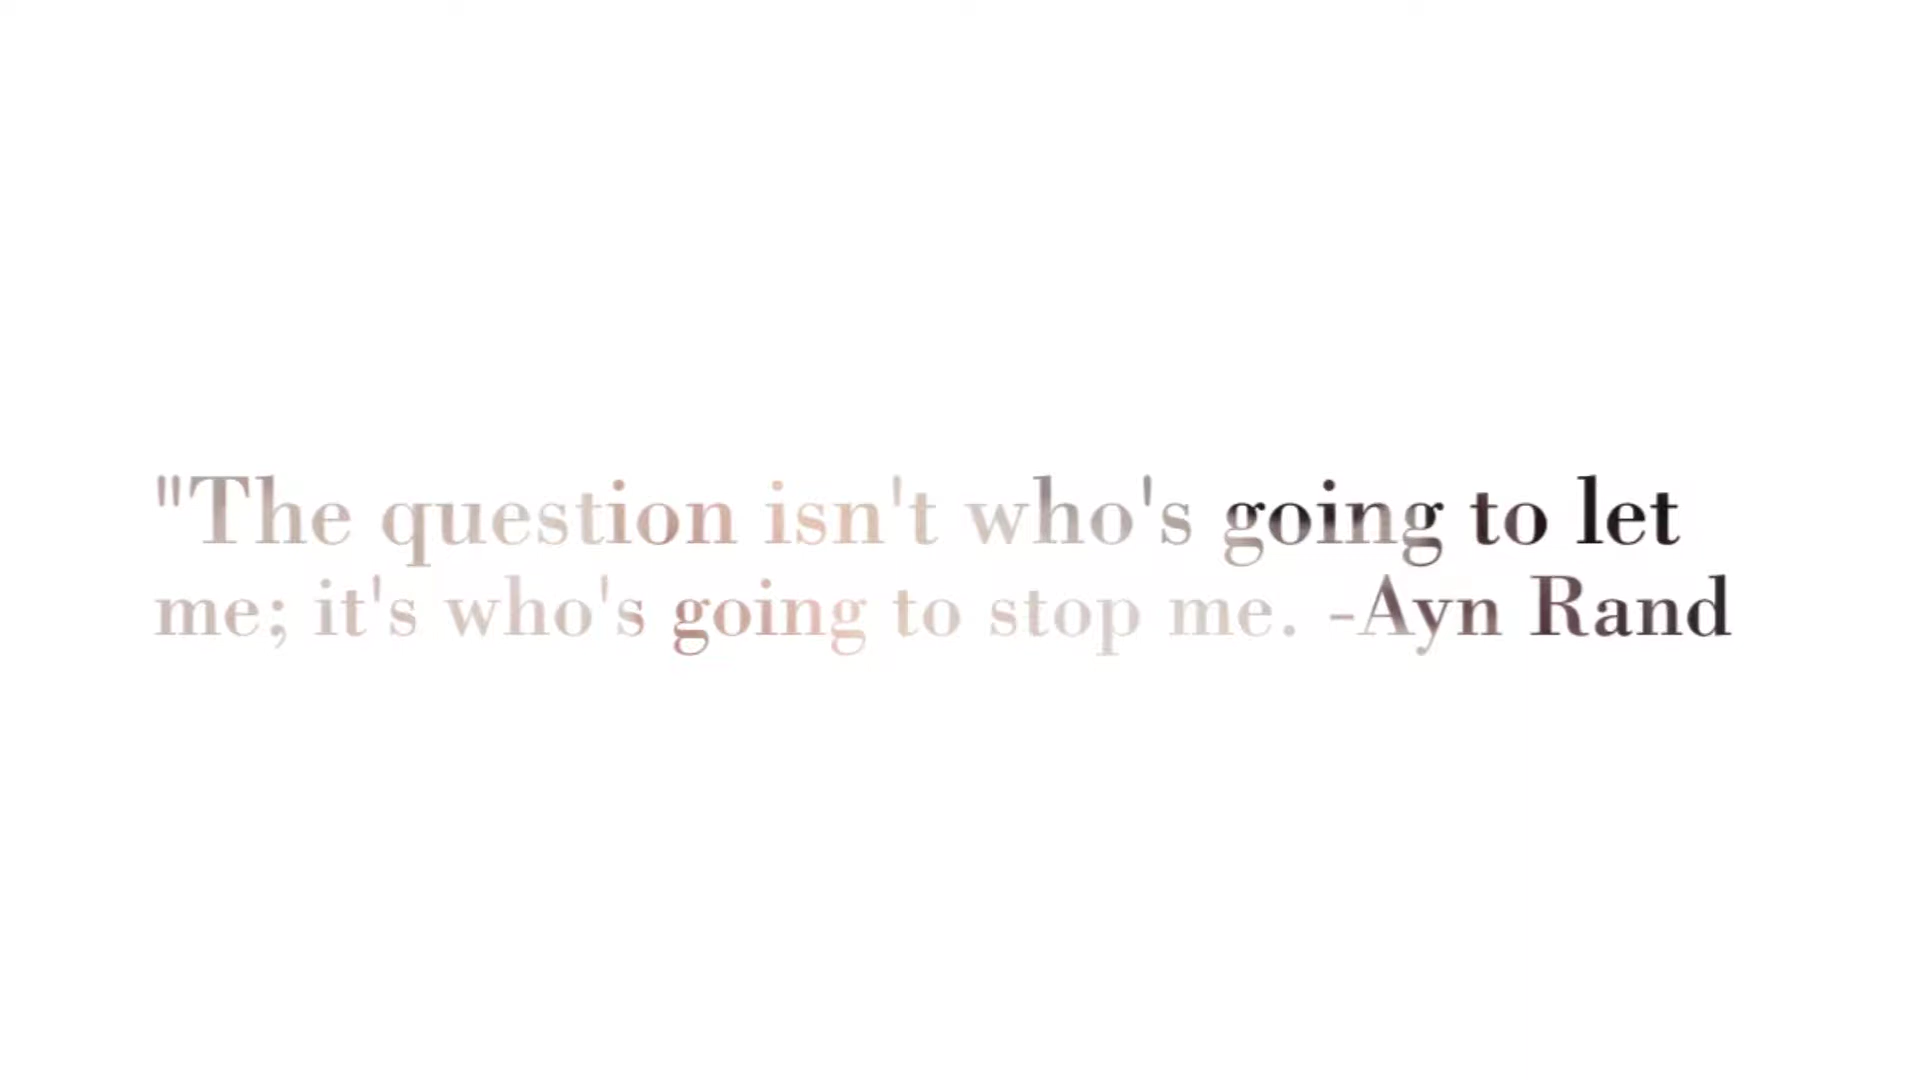 "The question isn't who's going to let
me; it's who's going to stop me. -Ayn Rand